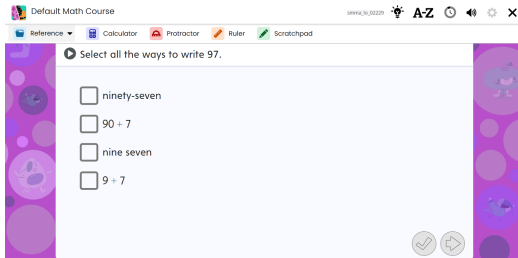 Default Math Course
emma_lo_02229
A-Z
Reference
Calculator
Protractor
Ruler
Scratchpad
Select all the ways to write 97.
ninety-seven
90 + 7
nine seven
9 + 7